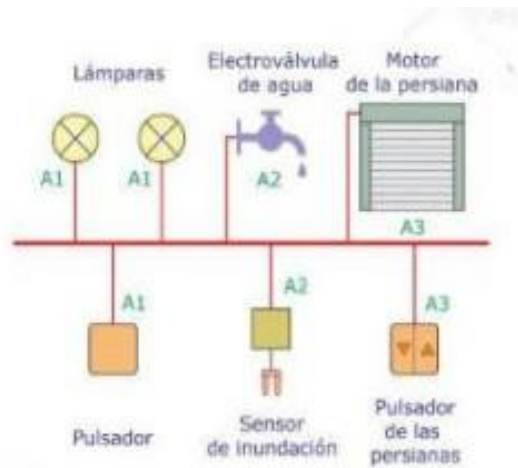 Lámparas
Electroválvula
de agua
Motor
de la persiana
A1
A1
A2
A3
A1
A2
A3
Pulsador
Sensor
de inundación
Pulsador
de las
persianas